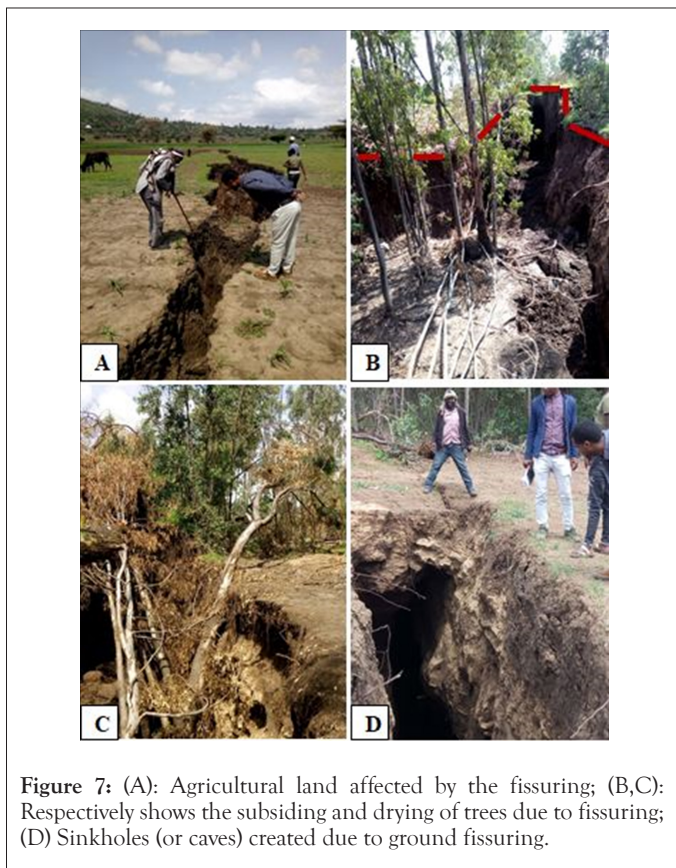 A
B
C
D
Figure 7: (A): Agricultural land affected by the fissuring; (B,C):
Respectively shows the subsiding and drying of trees due to fissuring;
(D) Sinkholes (or caves) created due to ground fissuring.